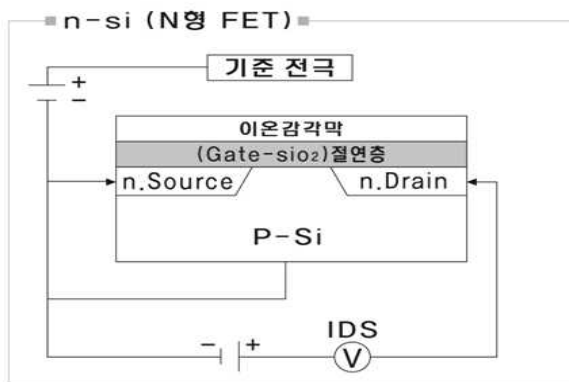 n-si (N형 FET)
기준 전극
+
-
이온감각막
(Gate-sio₂)절연층
n.Source
n.Drain
P-Si
IDS
- +
V